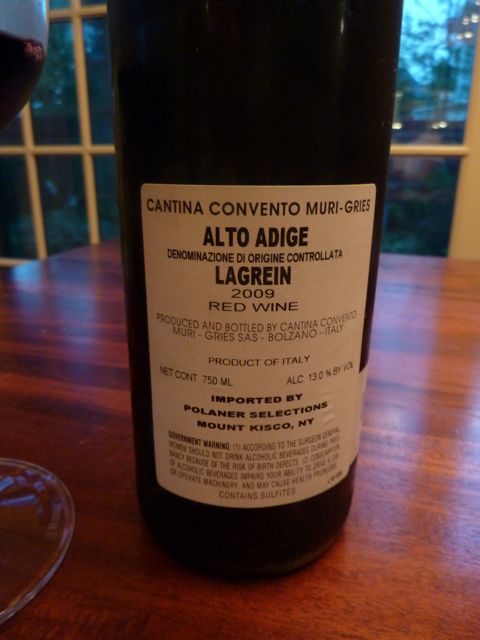 CANTINA CONVENTO MURI-GRIES
ALTO ADIGE
DENOMINAZIONE DI ORIGINE CONTROLLATA
LAGREIN
2009
RED WINE
PRODUCED AND BOTTLED BY CANTINA CONVENTO
MURI - GRIES SAS - BOLZANO - ITALY
PRODUCT OF ITALY
NET CONT. 750 ML ALC. 13.0 % BY VOL.
IMPORTED BY
POLANER SELECTIONS
MOUNT KISCO, NY
GOVERNMENT WARNING: (1) ACCORDING TO THE SURGEON GENERAL,
WOMEN SHOULD NOT DRINK ALCOHOLIC BEVERAGES DURING PREG
NANCY BECAUSE OF THE RISK OF BIRTH DEFECTS. (2) CONSUMPTION
OF ALCOHOLIC BEVERAGES IMPAIRS YOUR ABILITY TO DRIVE A CAR
OR OPERATE MACHINERY, AND MAY CAUSE HEALTH PROBLEMS.
CONTAINS SULFITES